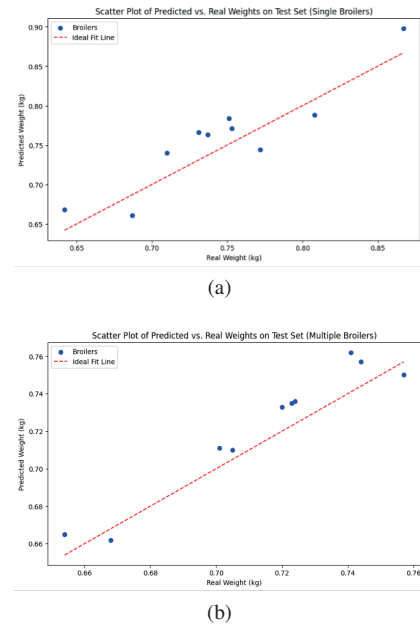 Scatter Plot of Predicted vs. Real Weights on Test Set (Single Broilers)
Broilers
Ideal Fit Line
0.90
0.85
0.80
0.75
0.70
0.65
Predicted Weight (kg)
0.65 0.70 0.75 0.80 0.85
Real Weight (kg)
(a)
Scatter Plot of Predicted vs. Real Weights on Test Set (Multiple Broilers)
Broilers
Ideal Fit Line
0.76
0.74
0.72
0.70
0.68
0.66
Predicted Weight (kg)
0.66 0.68 0.70 0.72 0.74 0.76
Real Weight (kg)
(b)